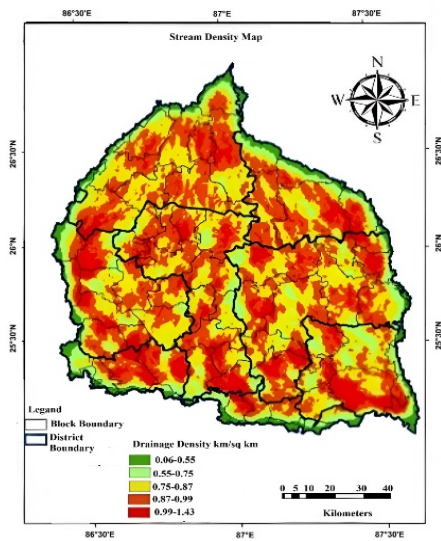 86°30'E 87°0'E 87°30'E
Stream Density Map
N
W E
S
26°30'N 26°30'N
26°N 26°N
25°30'N 25°30'N
Legand
Block Boundary
District
Boundary
Drainage Density km/sq km
0.06-0.55
0.55-0.75
0.75-0.87
0.87-0.99
0.99-1.43
0 5 10 20 30 40
Kilometers
86°30'E 87°E 87°30'E